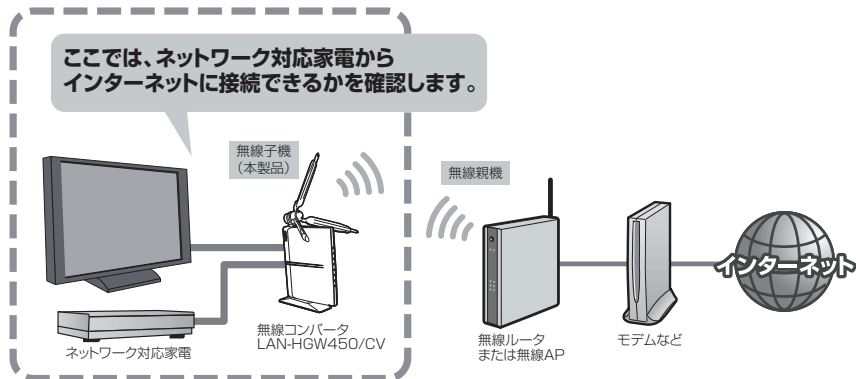 ここでは、ネットワーク対応家電から
インターネットに接続できるかを確認します。
無線子機
(本製品)
無線親機
インターネット
ネットワーク対応家電
無線コンバータ
LAN-HGW450/CV
無線ルータ
または無線AP
モデムなど